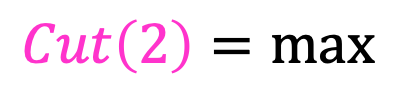 Cut(2) = max